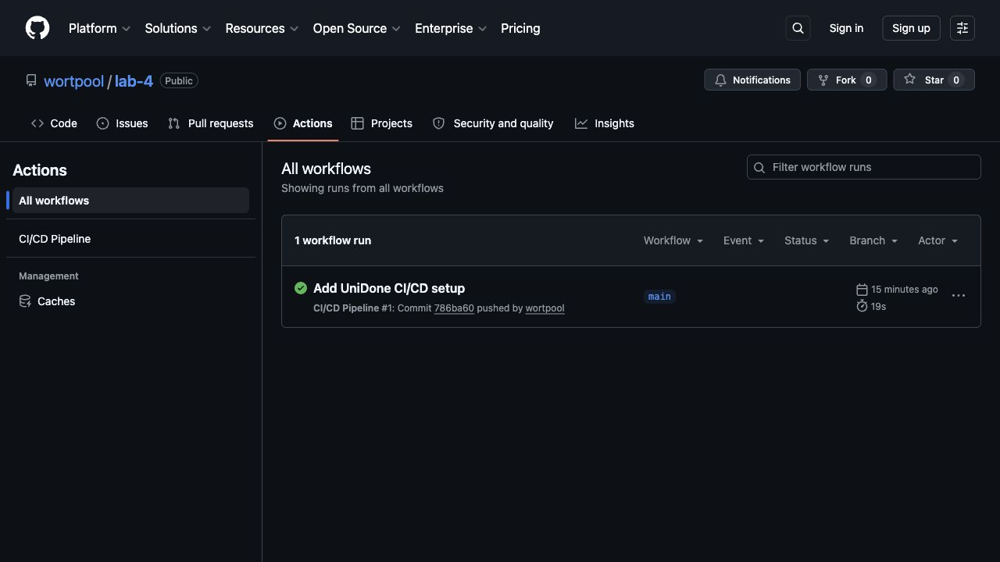 Platform Solutions Resources Open Source Enterprise Pricing Sign in Sign up
wortpool / lab-4 Public Notifications Fork 0 Star 0
Code Issues Pull requests Actions Projects Security and quality Insights
Actions
All workflows
CI/CD Pipeline
Management
Caches
All workflows
Showing runs from all workflows
Filter workflow runs
1 workflow run Workflow Event Status Branch Actor
Add UniDone CI/CD setup
CI/CD Pipeline #1: Commit 786ba60 pushed by wortpool
main
15 minutes ago
19s